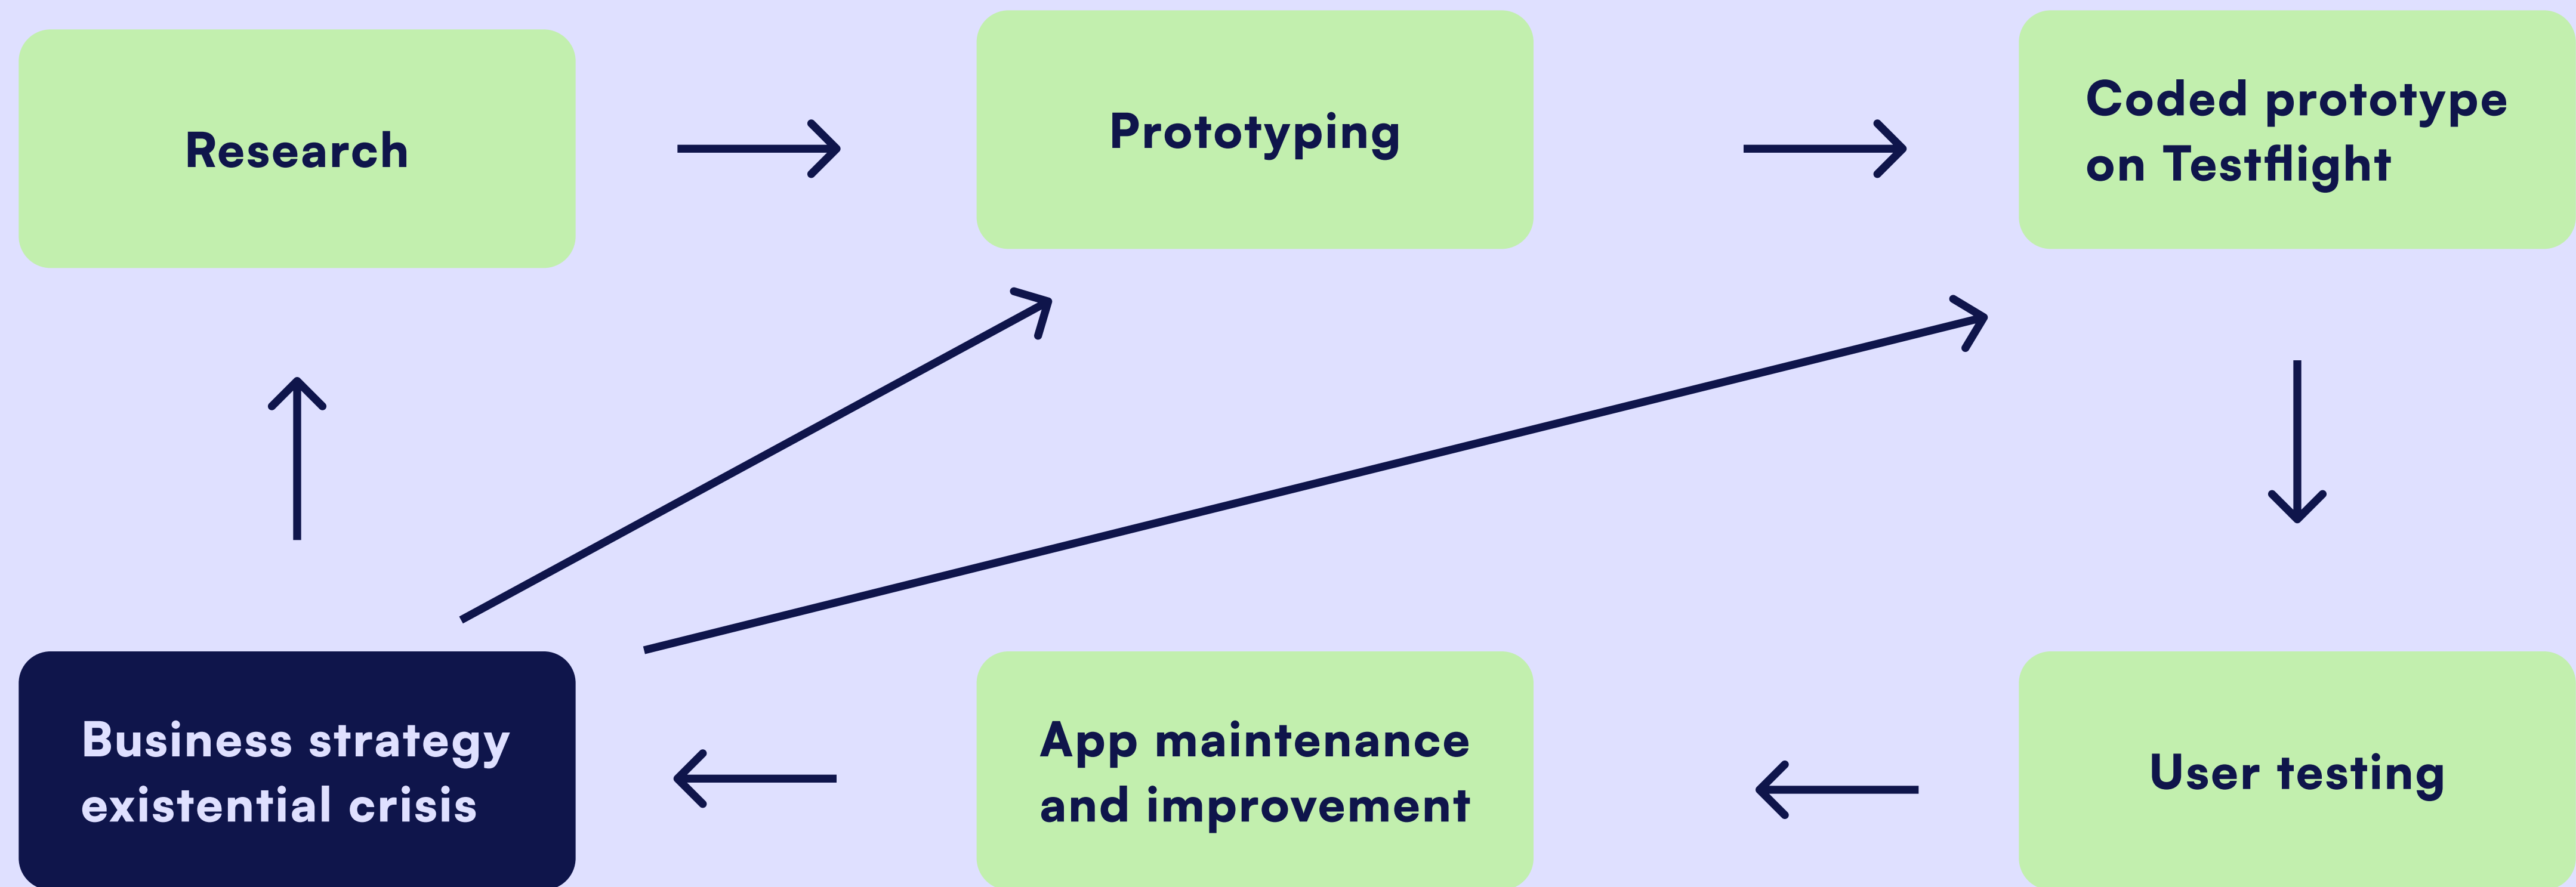 Research
Prototyping
Coded prototype
on Testflight
Business strategy
existential crisis
App maintenance
and improvement
User testing